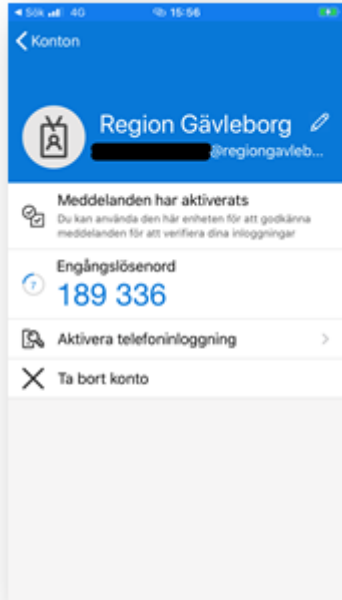 ◀ Sök 4G 15:56
Konton
Region Gävleborg
@regiongavleb...
Meddelanden har aktiverats
Du kan använda den här enheten för att godkänna
meddelanden för att verifiera dina inloggningar
Engångslösenord
7
189 336
Aktivera telefoninloggning
Ta bort konto